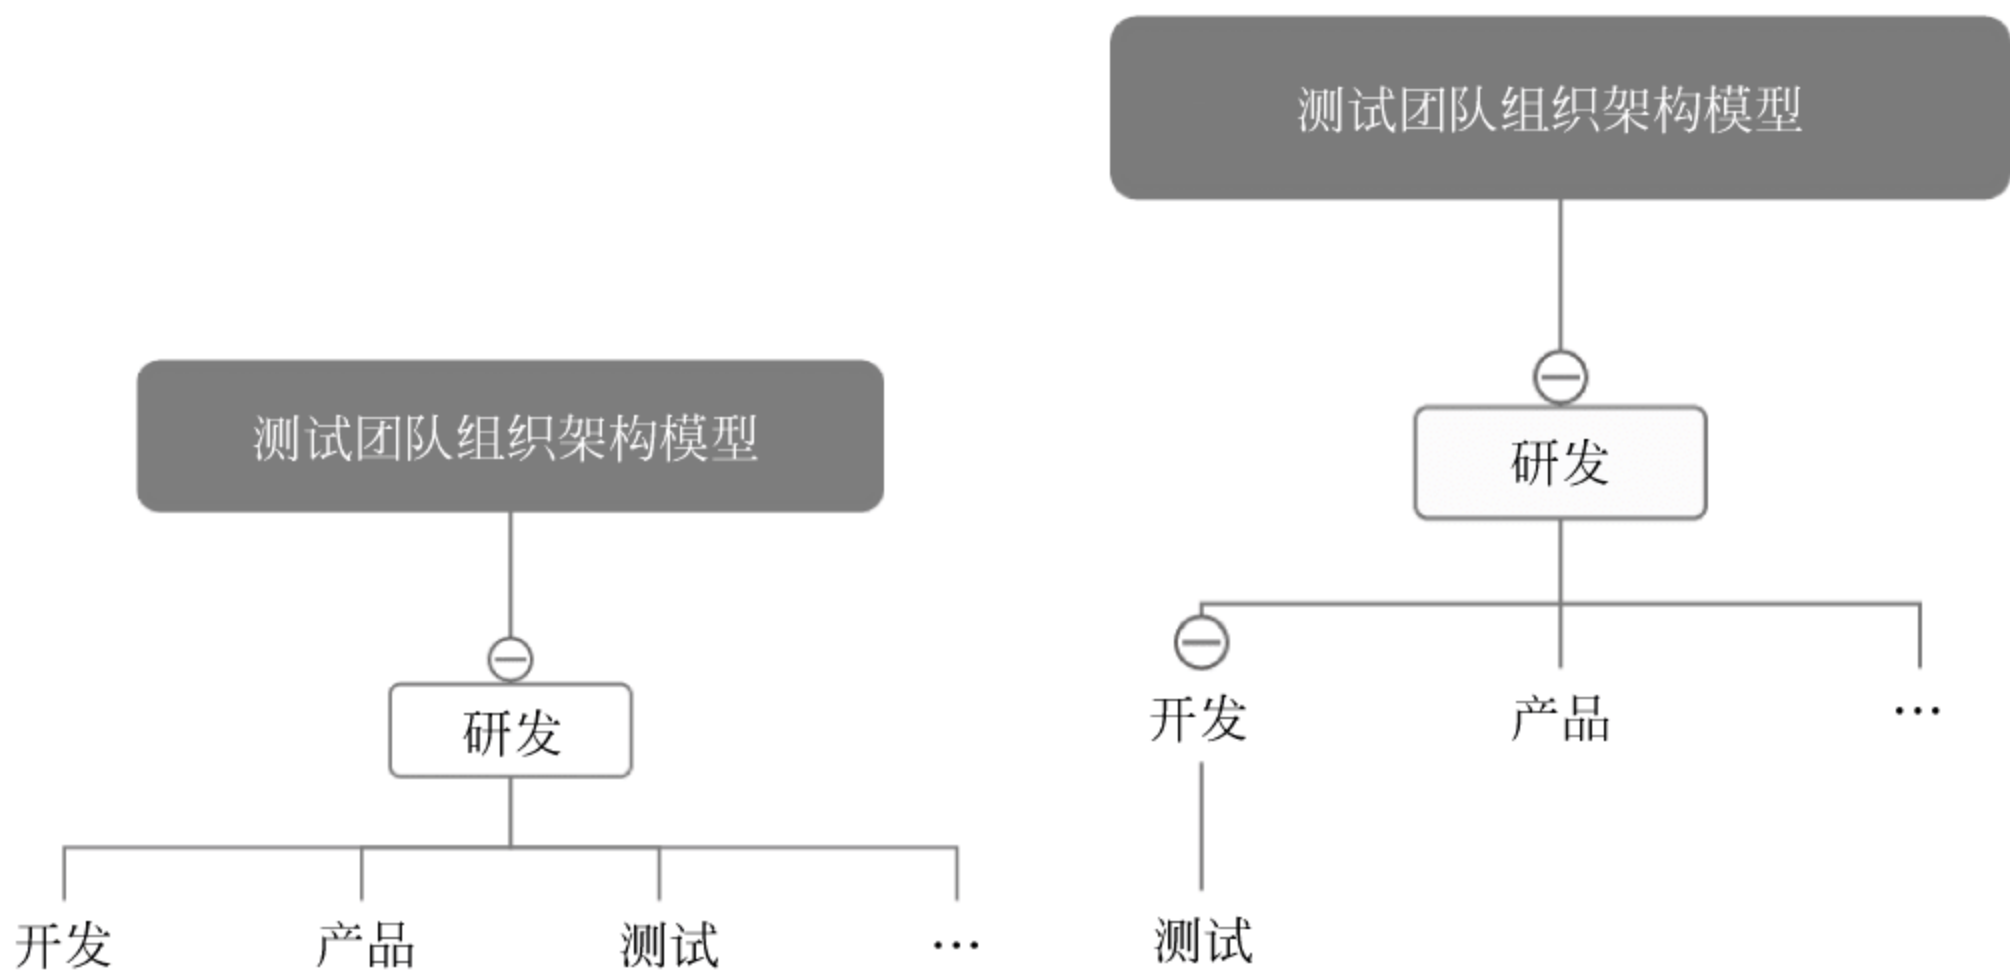 测试团队组织架构模型
研发
开发 产品 测试 …
测试团队组织架构模型
研发
开发 产品 …
测试